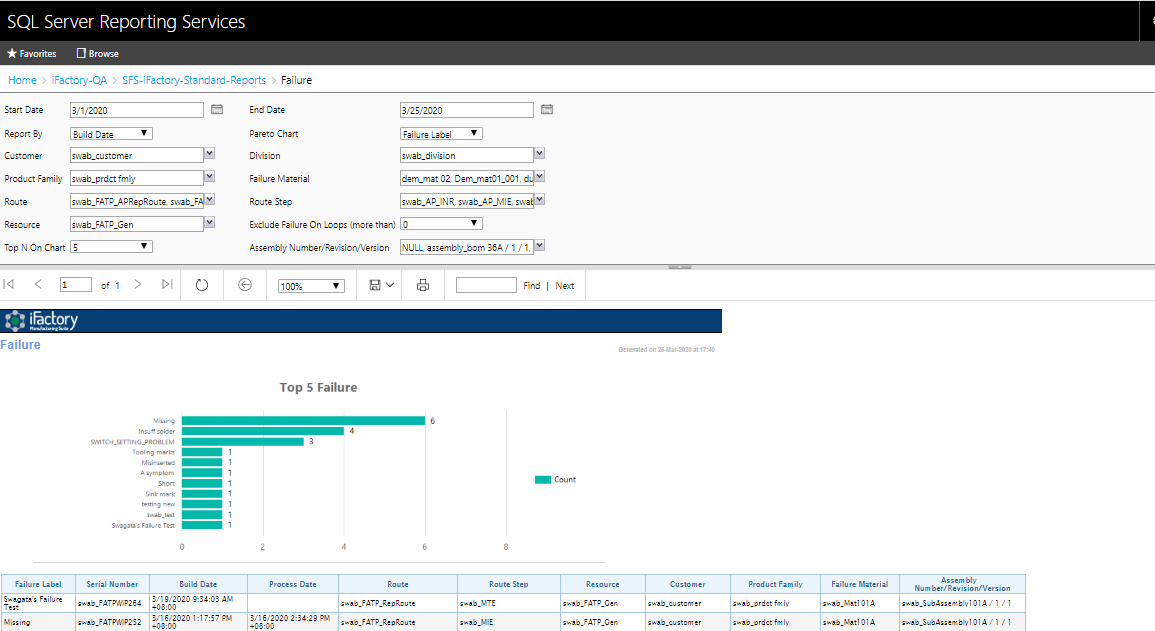 SQL Server Reporting Services
Favorites Browse
Home > iFactory-QA > SFS-iFactory-Standard-Reports > Failure
Start Date 3/1/2020 End Date 3/25/2020
Report By Build Date Pareto Chart Failure Label
Customer swab_customer Division swab_division
Product Family swab_prdct fmly Failure Material dem_mat 02, Dem_mat01_001, du
Route swab_FATP_APRepRoute, swab_FA Route Step swab_AP_INR, swab_AP_MIE, swab
Resource swab_FATP_Gen Exclude Failure On Loops (more than) 0
Top N On Chart 5 Assembly Number/Revision/Version NULL, assembly_bom 36A / 1 / 1,
1 of 1 100% Find | Next
iFactory
Manufacturing Suite
Failure
Generated on 25-Mar-2020 at 17:40
Top 5 Failure
Missing 6
Insuff solder 4
SWITCH_SETTING_PROBLEM 3
Tooling marks 1
Misinserted 1
A symptom 1
Short 1
Sink mark 1
testing new 1
swab_test 1
Swagata's Failure Test 1
Count
0 2 4 6 8
Failure Label Serial Number Build Date Process Date Route Route Step Resource Customer Product Family Failure Material Assembly Number/Revision/Version
Swagata's Failure Test swab_FATPWIP264 3/19/2020 9:34:03 AM +08:00 swab_FATP_RepRoute swab_MTE swab_FATP_Gen swab_customer swab_prdct fmly swab_Mat101A swab_SubAssembly101A / 1 / 1
Missing swab_FATPWIP252 3/16/2020 1:17:57 PM +08:00 3/16/2020 2:34:29 PM +08:00 swab_FATP_RepRoute swab_MIE swab_FATP_Gen swab_customer swab_prdct fmly swab_Mat101A swab_SubAssembly101A / 1 / 1